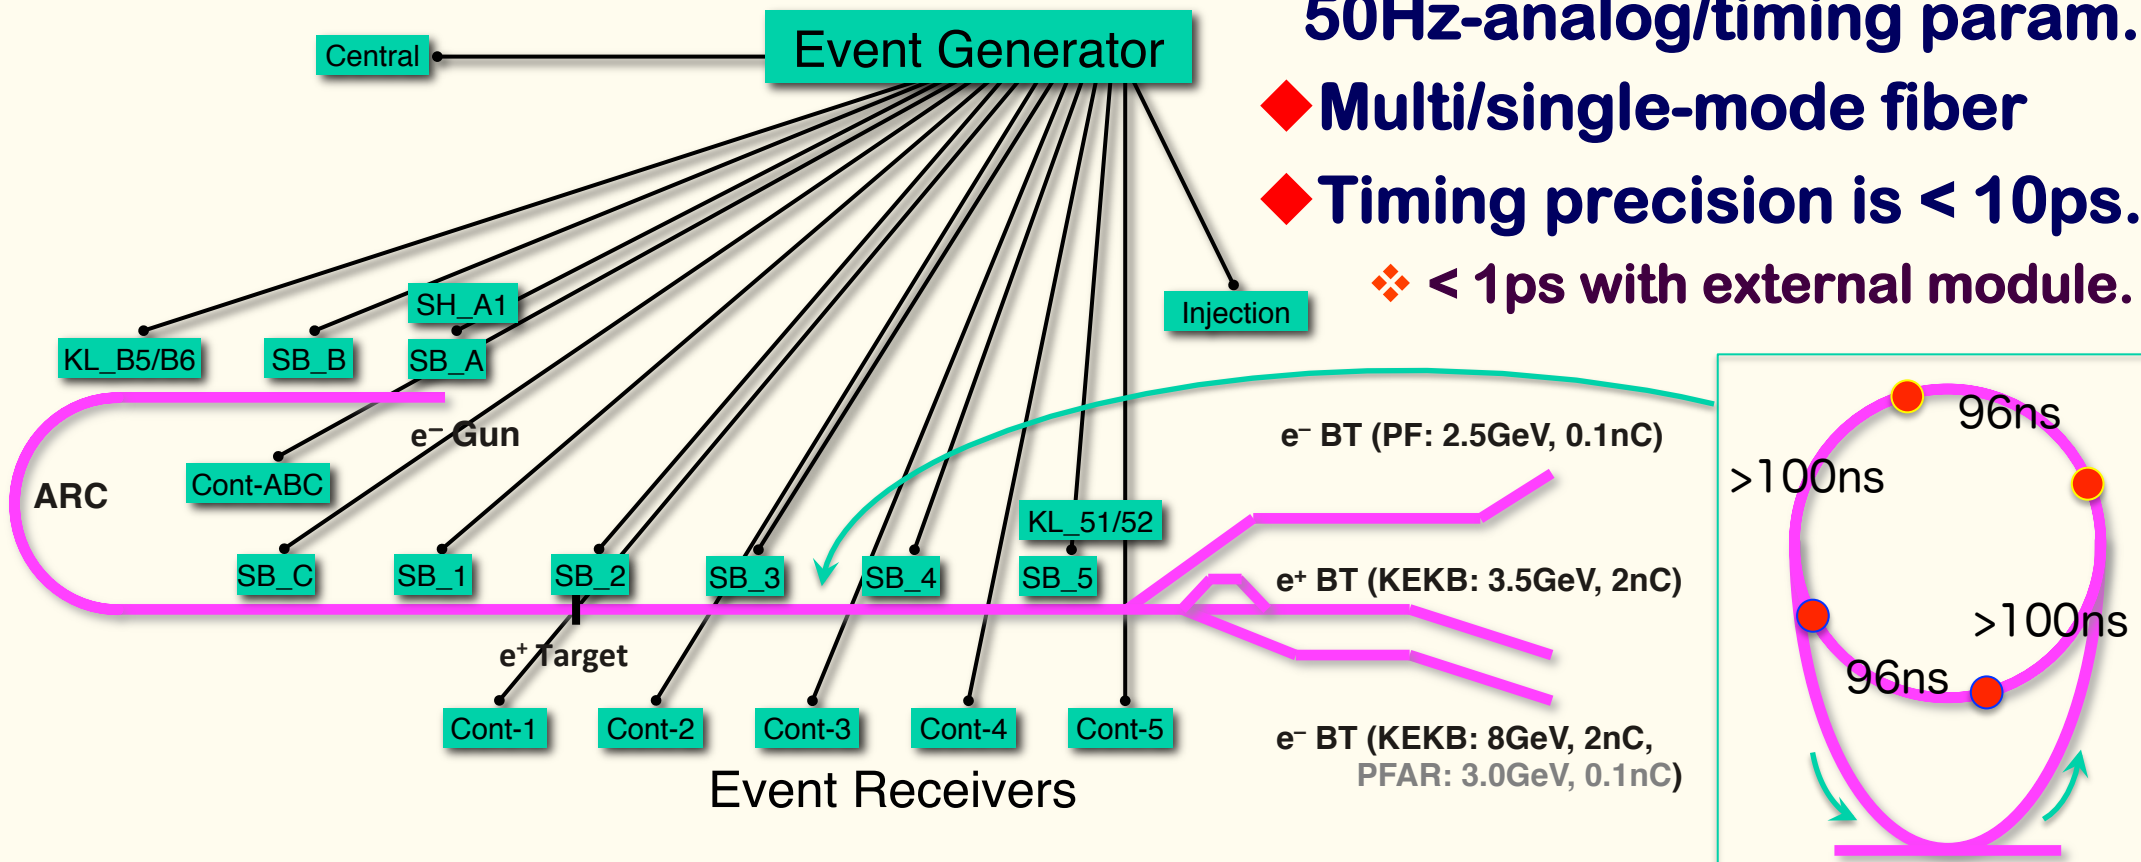 50Hz-analog/timing param.
Event Generator
Central
Multi/single-mode fiber
Timing precision is < 10ps.
< 1ps with external module.
SH_A1
Injection
KL_B5/B6
SB_B
SB_A
96ns
e⁻ Gun
e⁻ BT (PF: 2.5GeV, 0.1nC)
>100ns
ARC
Cont-ABC
KL_51/52
SB_C
SB_1
SB_2
SB_3
SB_4
SB_5
e⁺ BT (KEKB: 3.5GeV, 2nC)
>100ns
e⁺ Target
96ns
Cont-1
Cont-2
Cont-3
Cont-4
Cont-5
e⁻ BT (KEKB: 8GeV, 2nC,
PFAR: 3.0GeV, 0.1nC)
Event Receivers